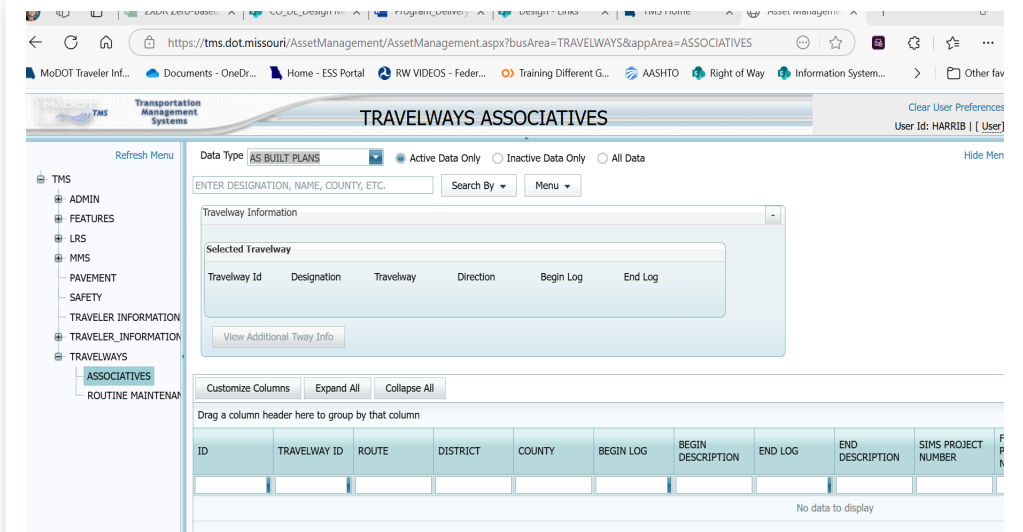 2XDR Zero-Based
CO_DE_Design M
Program_Delivery
Design - Links
TMS Home
Asset Manageme
https://tms.dot.missouri/AssetManagement/AssetManagement.aspx?busArea=TRAVELWAYS&appArea=ASSOCIATIVES
MoDOT Traveler Inf... Documents - OneDr... Home - ESS Portal RW VIDEOS - Feder... Training Different G... AASHTO Right of Way Information System... Other fav
MoDOT TMS
Transportation
Management
Systems
TRAVELWAYS ASSOCIATIVES
Clear User Preferences
User Id: HARRIB | [ User]
Refresh Menu
Data Type AS BUILT PLANS Active Data Only Inactive Data Only All Data
Hide Men
TMS
ADMIN
FEATURES
LRS
MMS
PAVEMENT
SAFETY
TRAVELER INFORMATION
TRAVELER_INFORMATION
TRAVELWAYS
ASSOCIATIVES
ROUTINE MAINTENAN
ENTER DESIGNATION, NAME, COUNTY, ETC. Search By Menu
Travelway Information -
Selected Travelway
Travelway Id Designation Travelway Direction Begin Log End Log
View Additional Tway Info
Customize Columns Expand All Collapse All
Drag a column header here to group by that column
ID TRAVELWAY ID ROUTE DISTRICT COUNTY BEGIN LOG BEGIN DESCRIPTION END LOG END DESCRIPTION SIMS PROJECT NUMBER
No data to display